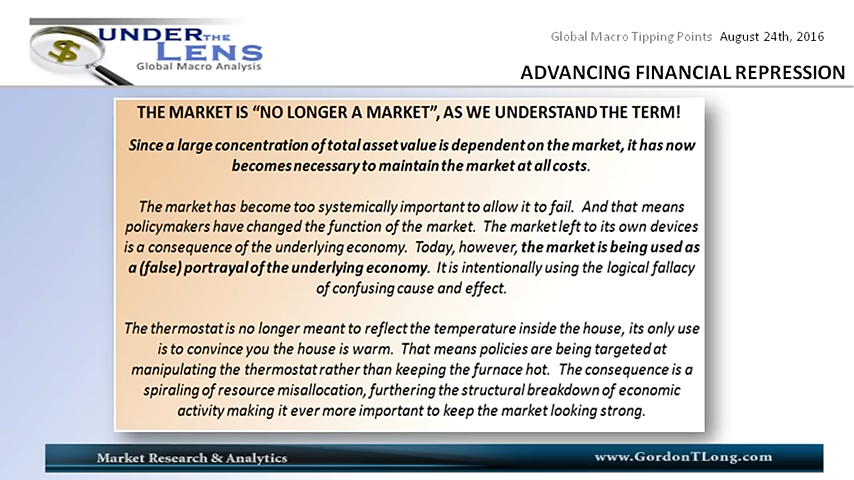 UNDER THE
LENS
Global Macro Analysis
Global Macro Tipping Points August 24th, 2016
ADVANCING FINANCIAL REPRESSION
THE MARKET IS “NO LONGER A MARKET”, AS WE UNDERSTAND THE TERM!
Since a large concentration of total asset value is dependent on the market, it has now
becomes necessary to maintain the market at all costs.
The market has become too systemically important to allow it to fail. And that means
policymakers have changed the function of the market. The market left to its own devices
is a consequence of the underlying economy. Today, however, the market is being used as
a (false) portrayal of the underlying economy. It is intentionally using the logical fallacy
of confusing cause and effect.
The thermostat is no longer meant to reflect the temperature inside the house, its only use
is to convince you the house is warm. That means policies are being targeted at
manipulating the thermostat rather than keeping the furnace hot. The consequence is a
spiraling of resource misallocation, furthering the structural breakdown of economic
activity making it ever more important to keep the market looking strong.
Market Research & Analytics
www.GordonTLong.com